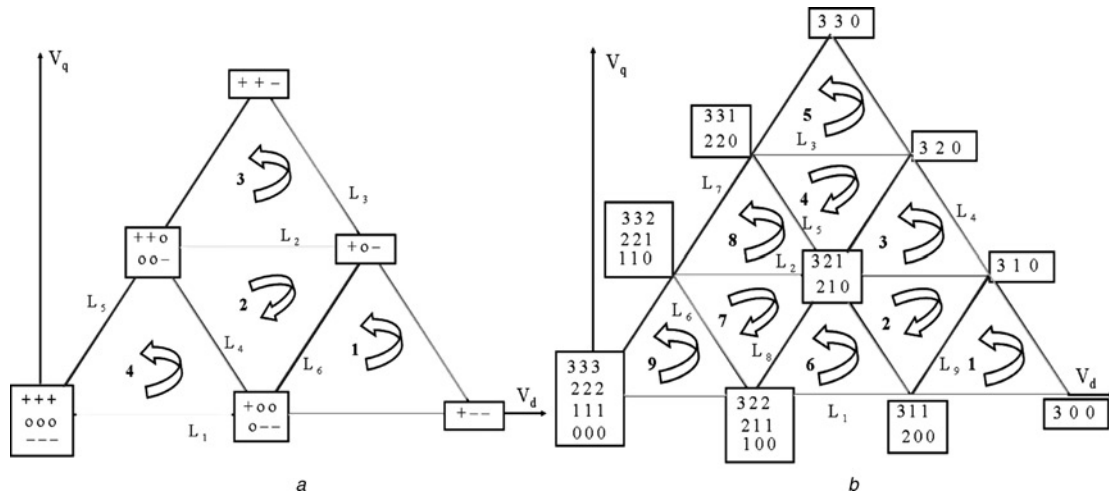 V_q
+ + -
3
L_3
+ + o
o o -
L_2
+ o -
L_5
2
L_4
L_6
1
4
+ + +
o o o
- - -
L_1
+ o o
o - -
+ - -
V_d
a
V_q
3 3 0
5
3 3 1
2 2 0
L_3
3 2 0
L_7
4
L_5
L_4
3 3 2
2 2 1
1 1 0
8
3
L_2
3 2 1
2 1 0
3 1 0
L_6
7
2
9
L_8
6
L_9
1
V_d
3 3 3
2 2 2
1 1 1
0 0 0
3 2 2
2 1 1
1 0 0
L_1
3 1 1
2 0 0
3 0 0
b